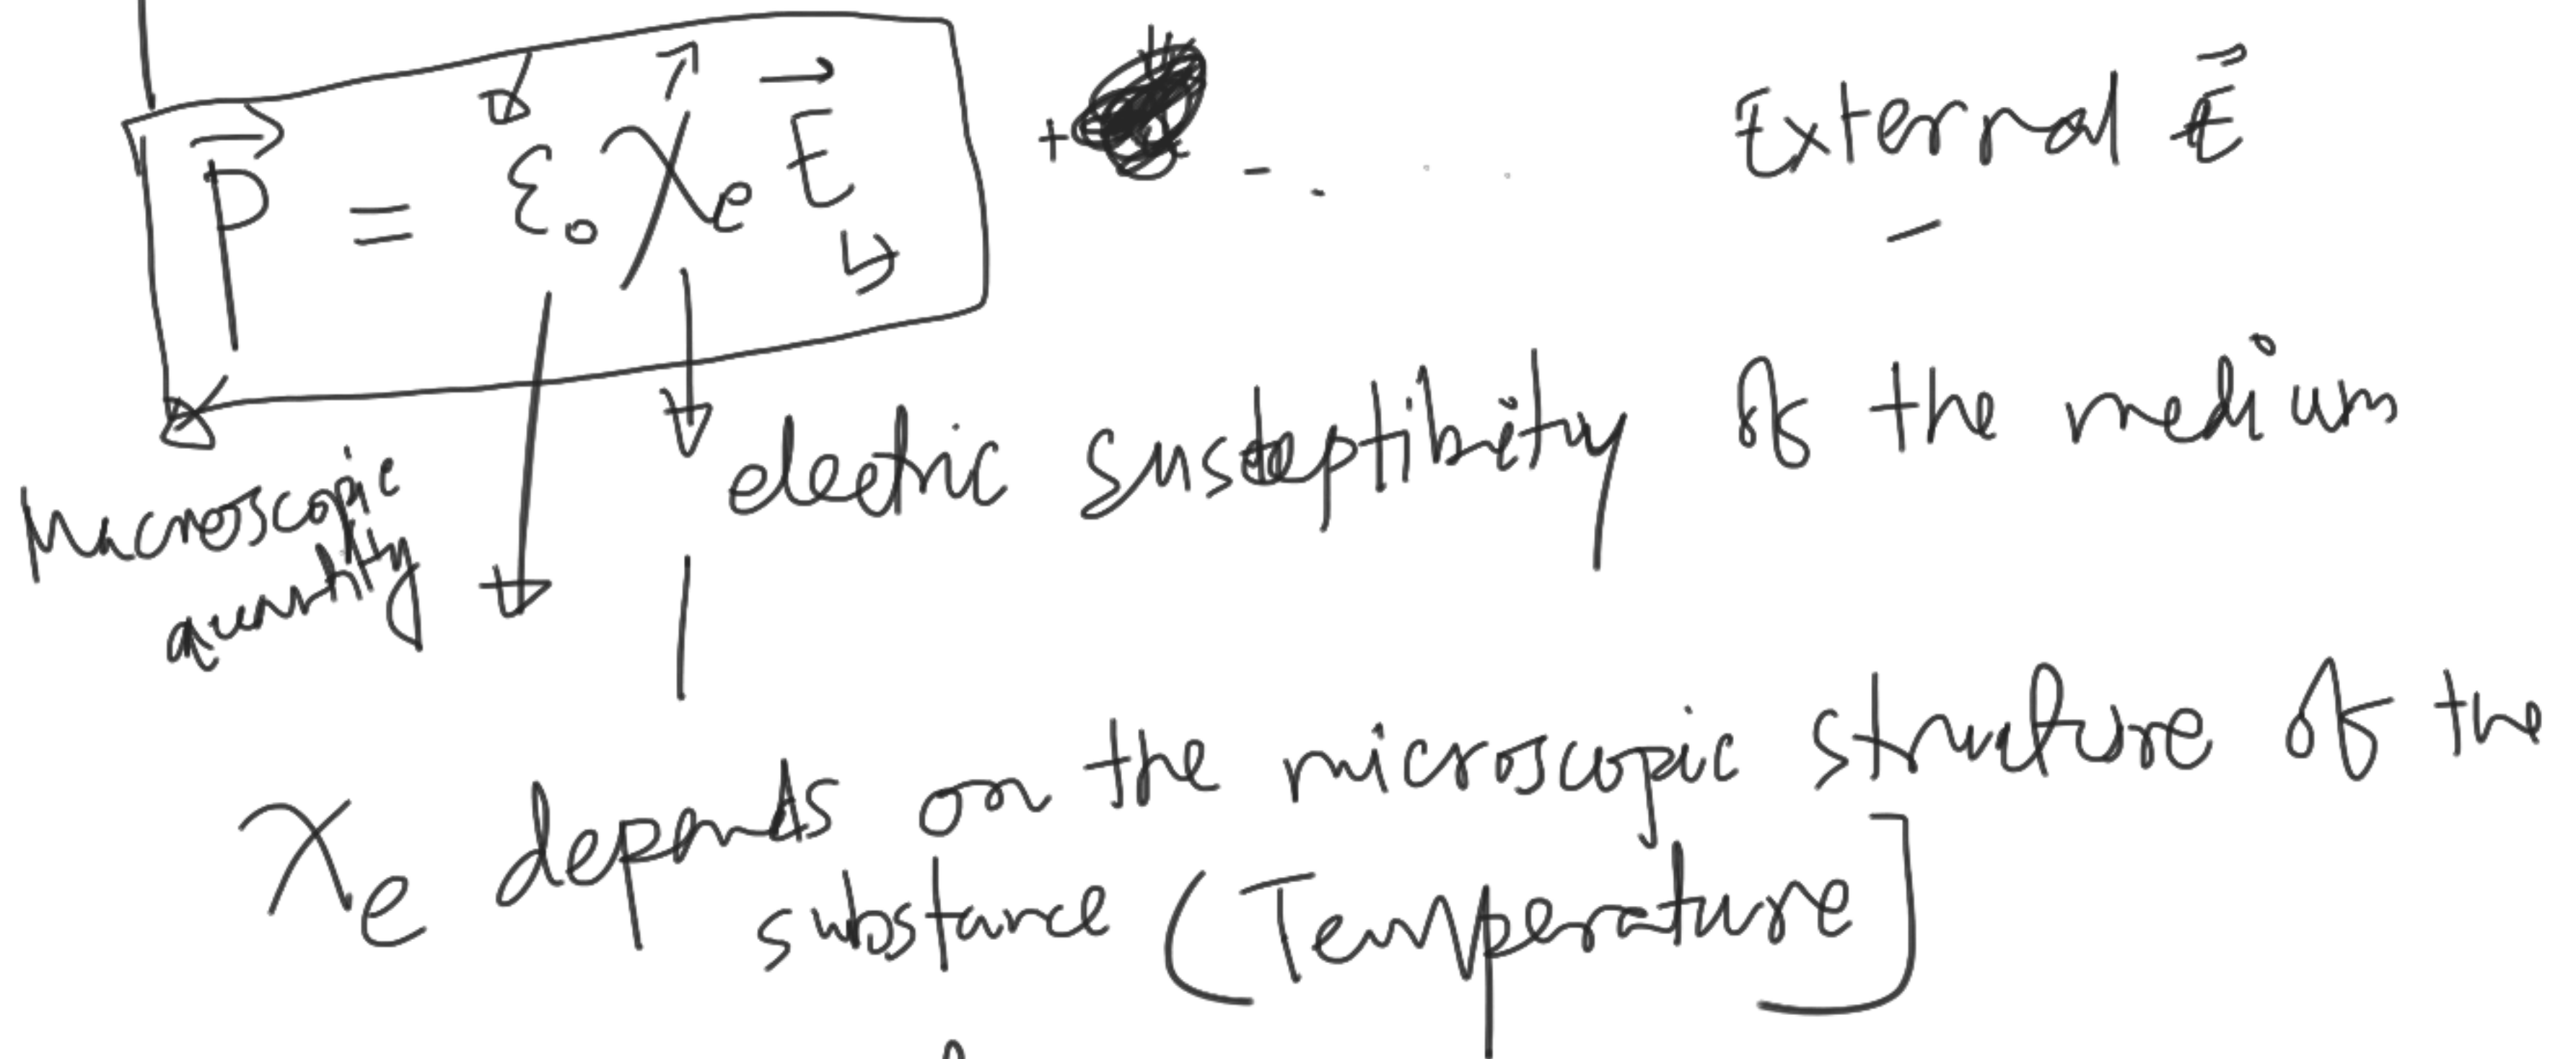 P⃗ = ε₀ χₑ E⃗
External E⃗
Macroscopic
quantity
electric susteptibility of the medium
χₑ depends on the microscopic structure of the
substance (Temperature]